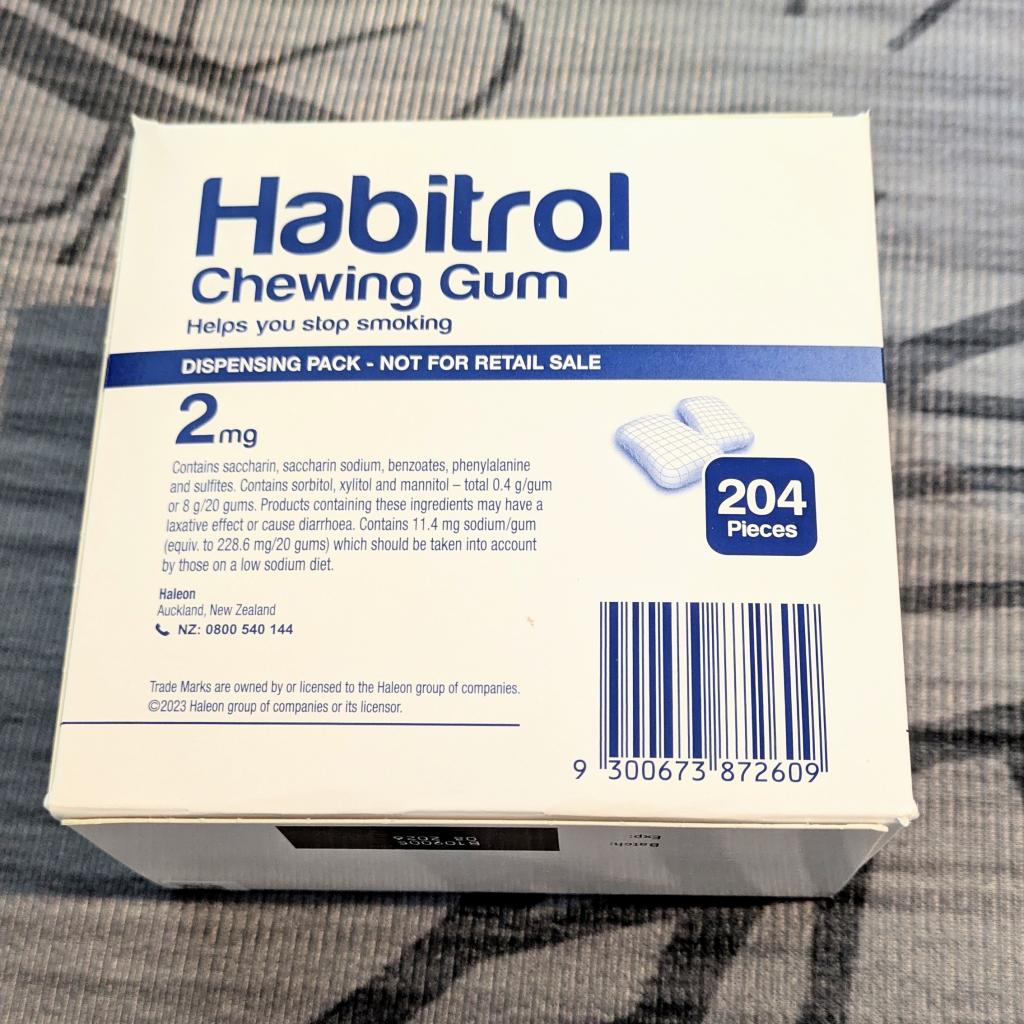 Habitrol
Chewing Gum
Helps you stop smoking
DISPENSING PACK - NOT FOR RETAIL SALE
2mg
Contains saccharin, saccharin sodium, benzoates, phenylalanine
and sulfites. Contains sorbitol, xylitol and mannitol – total 0.4 g/gum
or 8 g/20 gums. Products containing these ingredients may have a
laxative effect or cause diarrhoea. Contains 11.4 mg sodium/gum
(equiv. to 228.6 mg/20 gums) which should be taken into account
by those on a low sodium diet.
204
Pieces
Haleon
Auckland, New Zealand
NZ: 0800 540 144
Trade Marks are owned by or licensed to the Haleon group of companies.
©2023 Haleon group of companies or its licensor.
9 300673 872609
Batch:
Exp:
08 2026